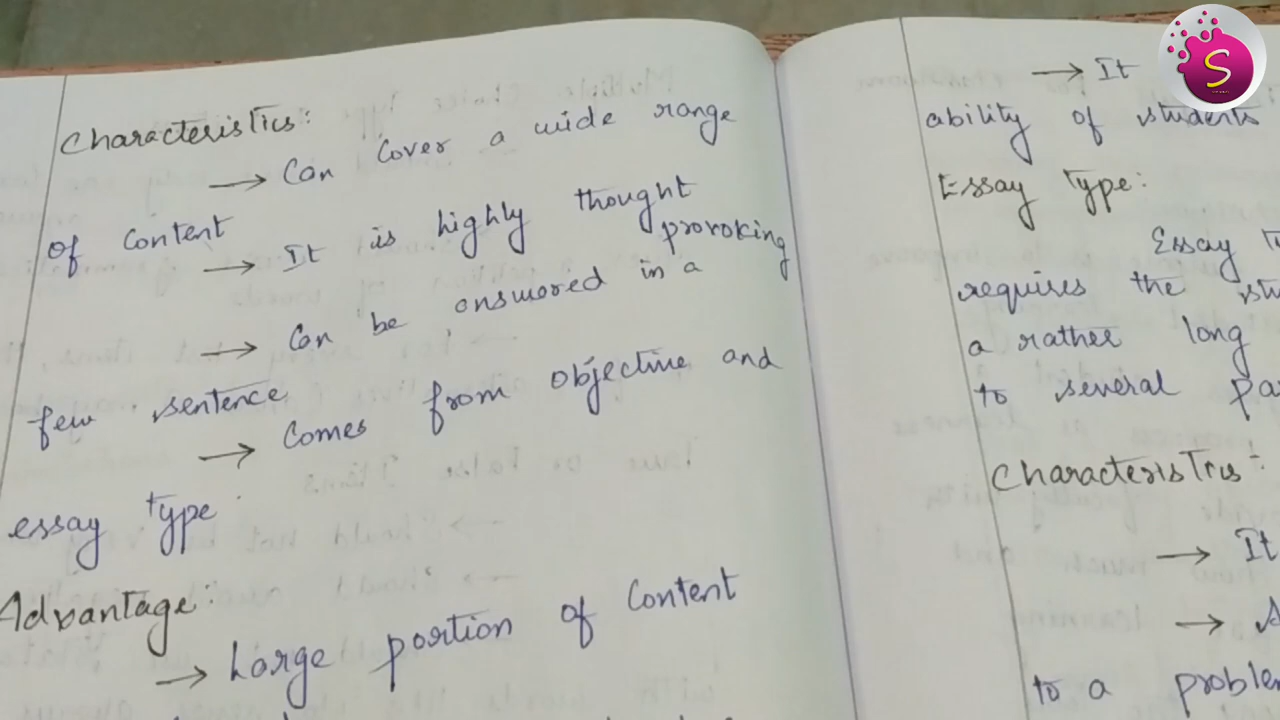 Characteristics:
→ Can cover a wide range
of content
→ It is highly thought
provoking
→ Can be answered in a
few sentence
→ Comes from objective and
essay type
Advantage:
→ Large portion of content
→ It
ability of students
Essay Type:
Essay
requires the
a rather long
to several
Characteristics:
→ It
→
to a
S